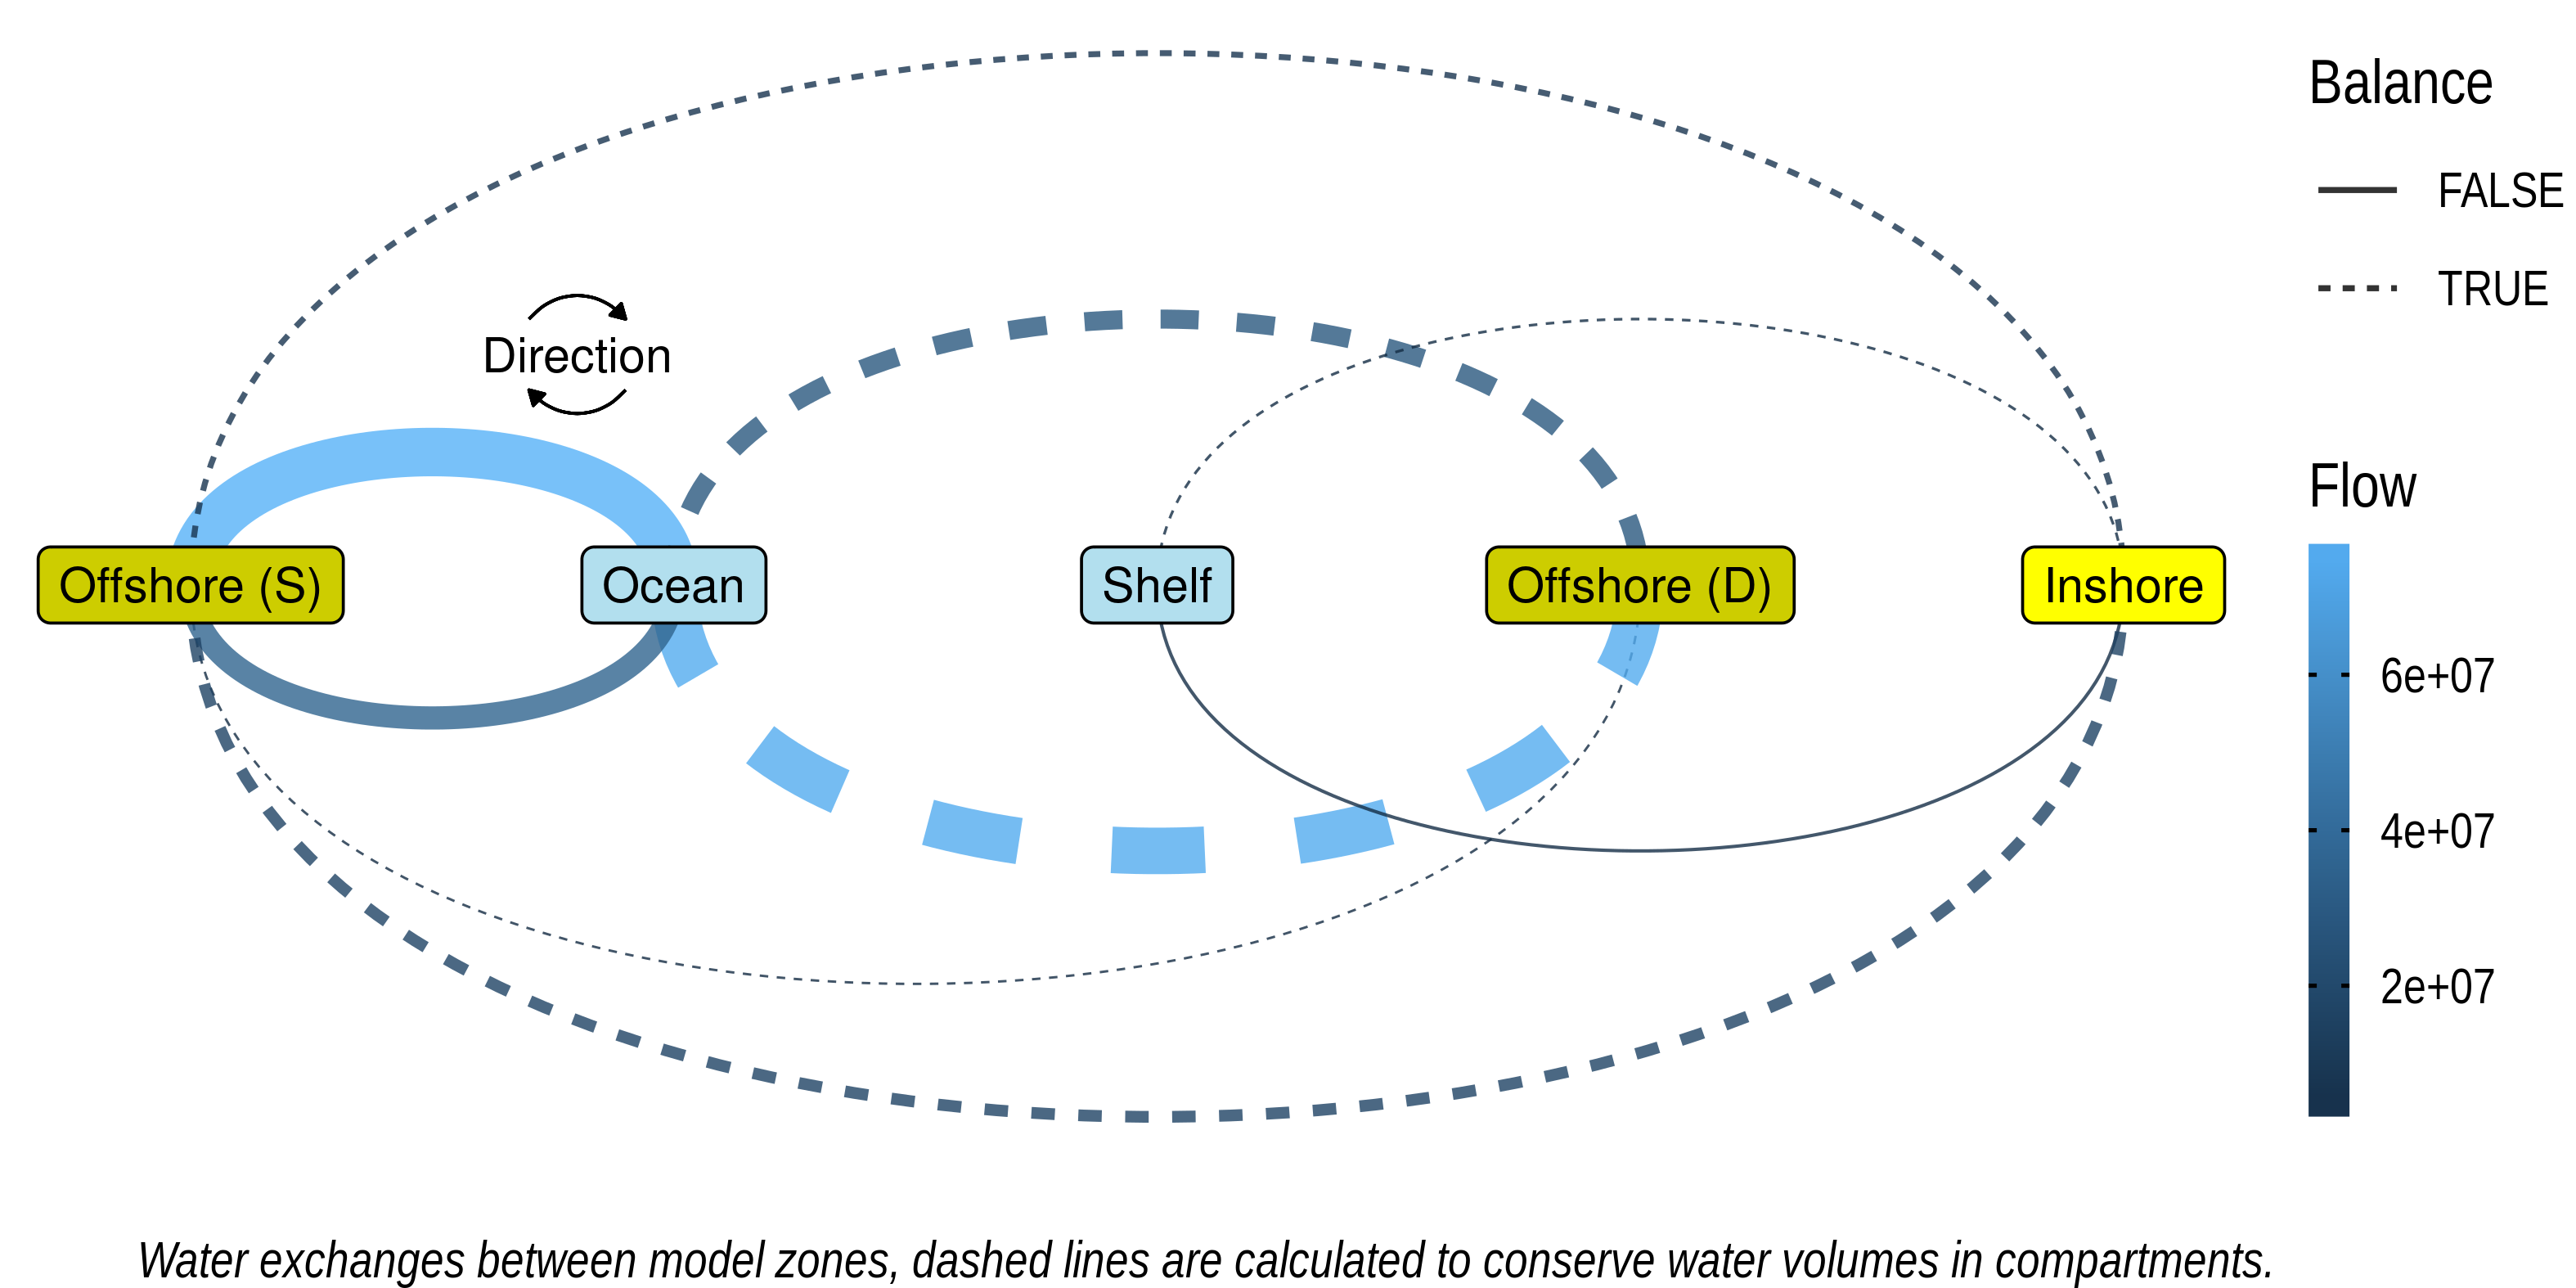 Balance
FALSE
TRUE
Direction
Flow
Offshore (S)
Ocean
Shelf
Offshore (D)
Inshore
6e+07
4e+07
2e+07
Water exchanges between model zones, dashed lines are calculated to conserve water volumes in compartments.